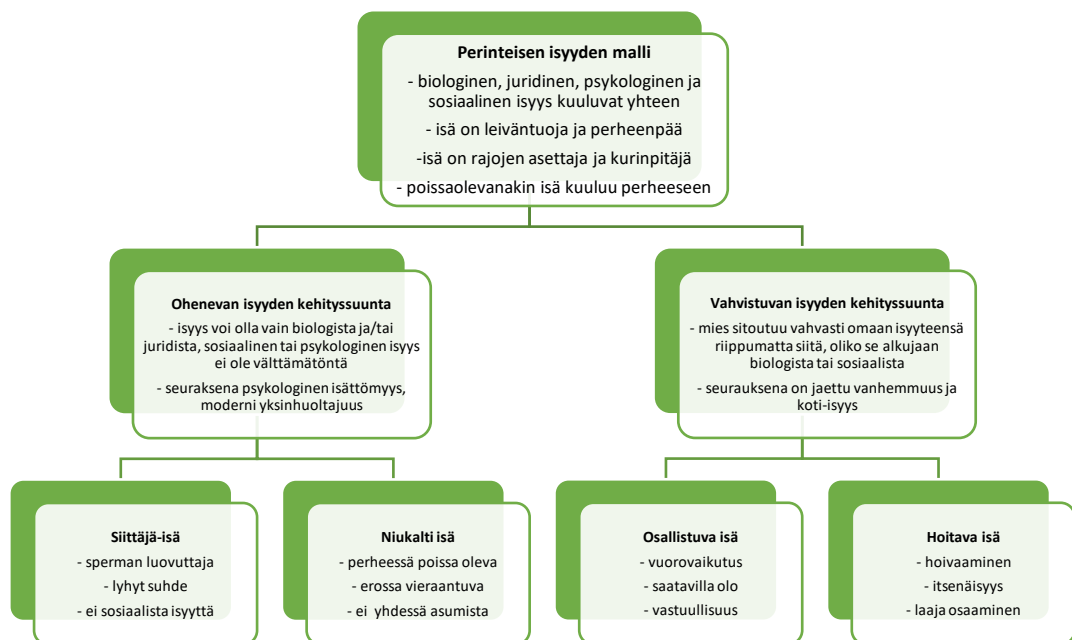 Perinteisen isyyden malli
- biologinen, juridinen, psykologinen ja
sosiaalinen isyys kuuluvat yhteen
- isä on leiväntuoja ja perheenpää
-isä on rajojen asettaja ja kurinpitäjä
- poissaolevanakin isä kuuluu perheeseen
Ohenevan isyyden kehityssuunta
- isyys voi olla vain biologista ja/tai
juridista, sosiaalinen tai psykologinen isyys
ei ole välttämätöntä
- seuraksena psykologinen isättömyys,
moderni yksinhuoltajuus
Vahvistuvan isyyden kehityssuunta
- mies sitoutuu vahvasti omaan isyyteensä
riippumatta siitä, oliko se alkujaan
biologista tai sosiaalista
- seurauksena on jaettu vanhemmuus ja
koti-isyys
Siittäjä-isä
- sperman luovuttaja
- lyhyt suhde
- ei sosiaalista isyyttä
Niukalti isä
- perheessä poissa oleva
- erossa vieraantuva
- ei yhdessä asumista
Osallistuva isä
- vuorovaikutus
- saatavilla olo
- vastuullisuus
Hoitava isä
- hoivaaminen
- itsenäisyys
- laaja osaaminen